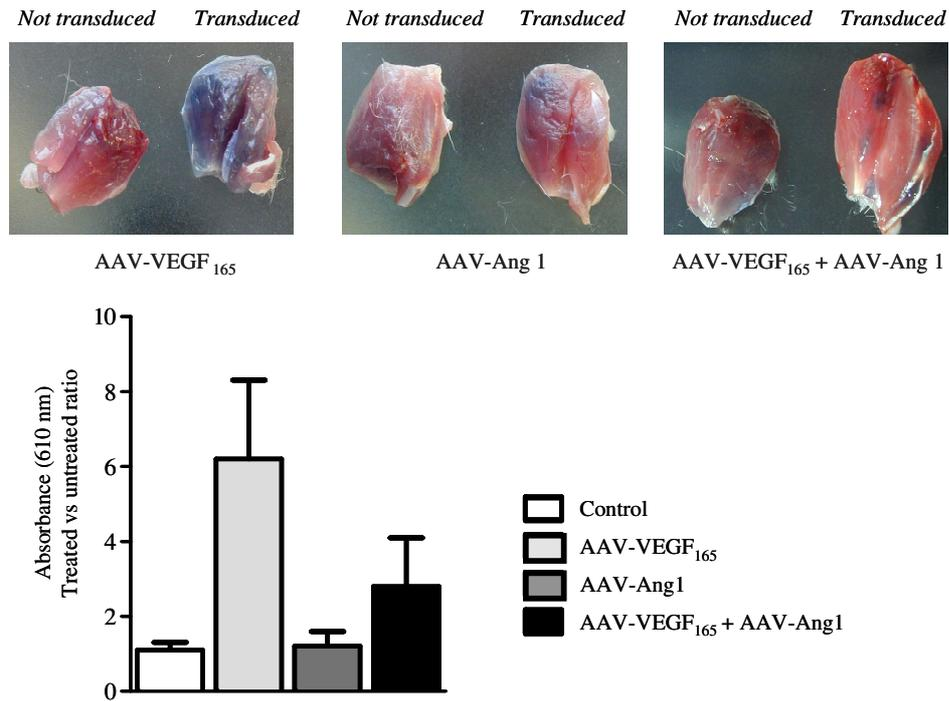 Not transduced Transduced Not transduced Transduced Not transduced Transduced
AAV-VEGF165 AAV-Ang 1 AAV-VEGF165 + AAV-Ang 1
Absorbance (610 nm)
Treated vs untreated ratio
10
8
6
4
2
0
Control
AAV-VEGF165
AAV-Ang1
AAV-VEGF165 + AAV-Ang1